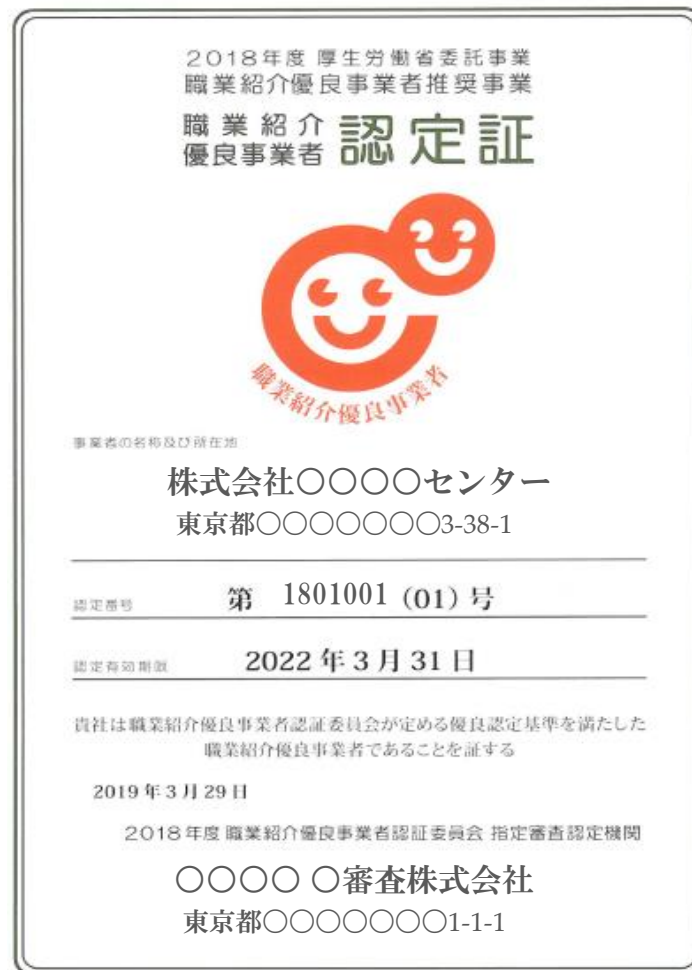 2018年度 厚生労働省委託事業
職業紹介優良事業者推奨事業
職業紹介
優良事業者 認定証
職業紹介優良事業者
事業者の名称及び所在地
株式会社○○○○センター
東京都○○○○○○○3-38-1
認定番号 第 1801001 (01) 号
認定有効期限 2022年3月31日
貴社は職業紹介優良事業者認証委員会が定める優良認定基準を満たした
職業紹介優良事業者であることを証する
2019年3月29日
2018年度 職業紹介優良事業者認証委員会 指定審査認定機関
○○○○ ○審査株式会社
東京都○○○○○○○1-1-1